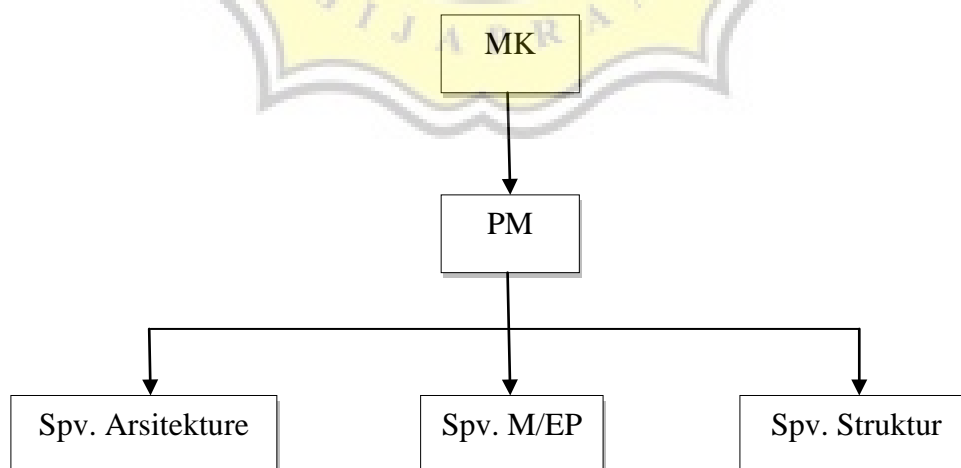 MK
PM
Spv. Arsitekture
Spv. M/EP
Spv. Struktur